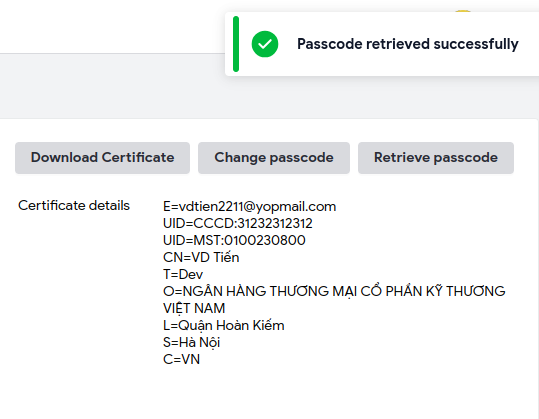 Passcode retrieved successfully
Download Certificate
Change passcode
Retrieve passcode
Certificate details
E=vdtien2211@yopmail.com
UID=CCCD:31232312312
UID=MST:0100230800
CN=VD Tiến
T=Dev
O=NGÂN HÀNG THƯƠNG MẠI CỔ PHẦN KỸ THƯƠNG
VIỆT NAM
L=Quận Hoàn Kiếm
S=Hà Nội
C=VN